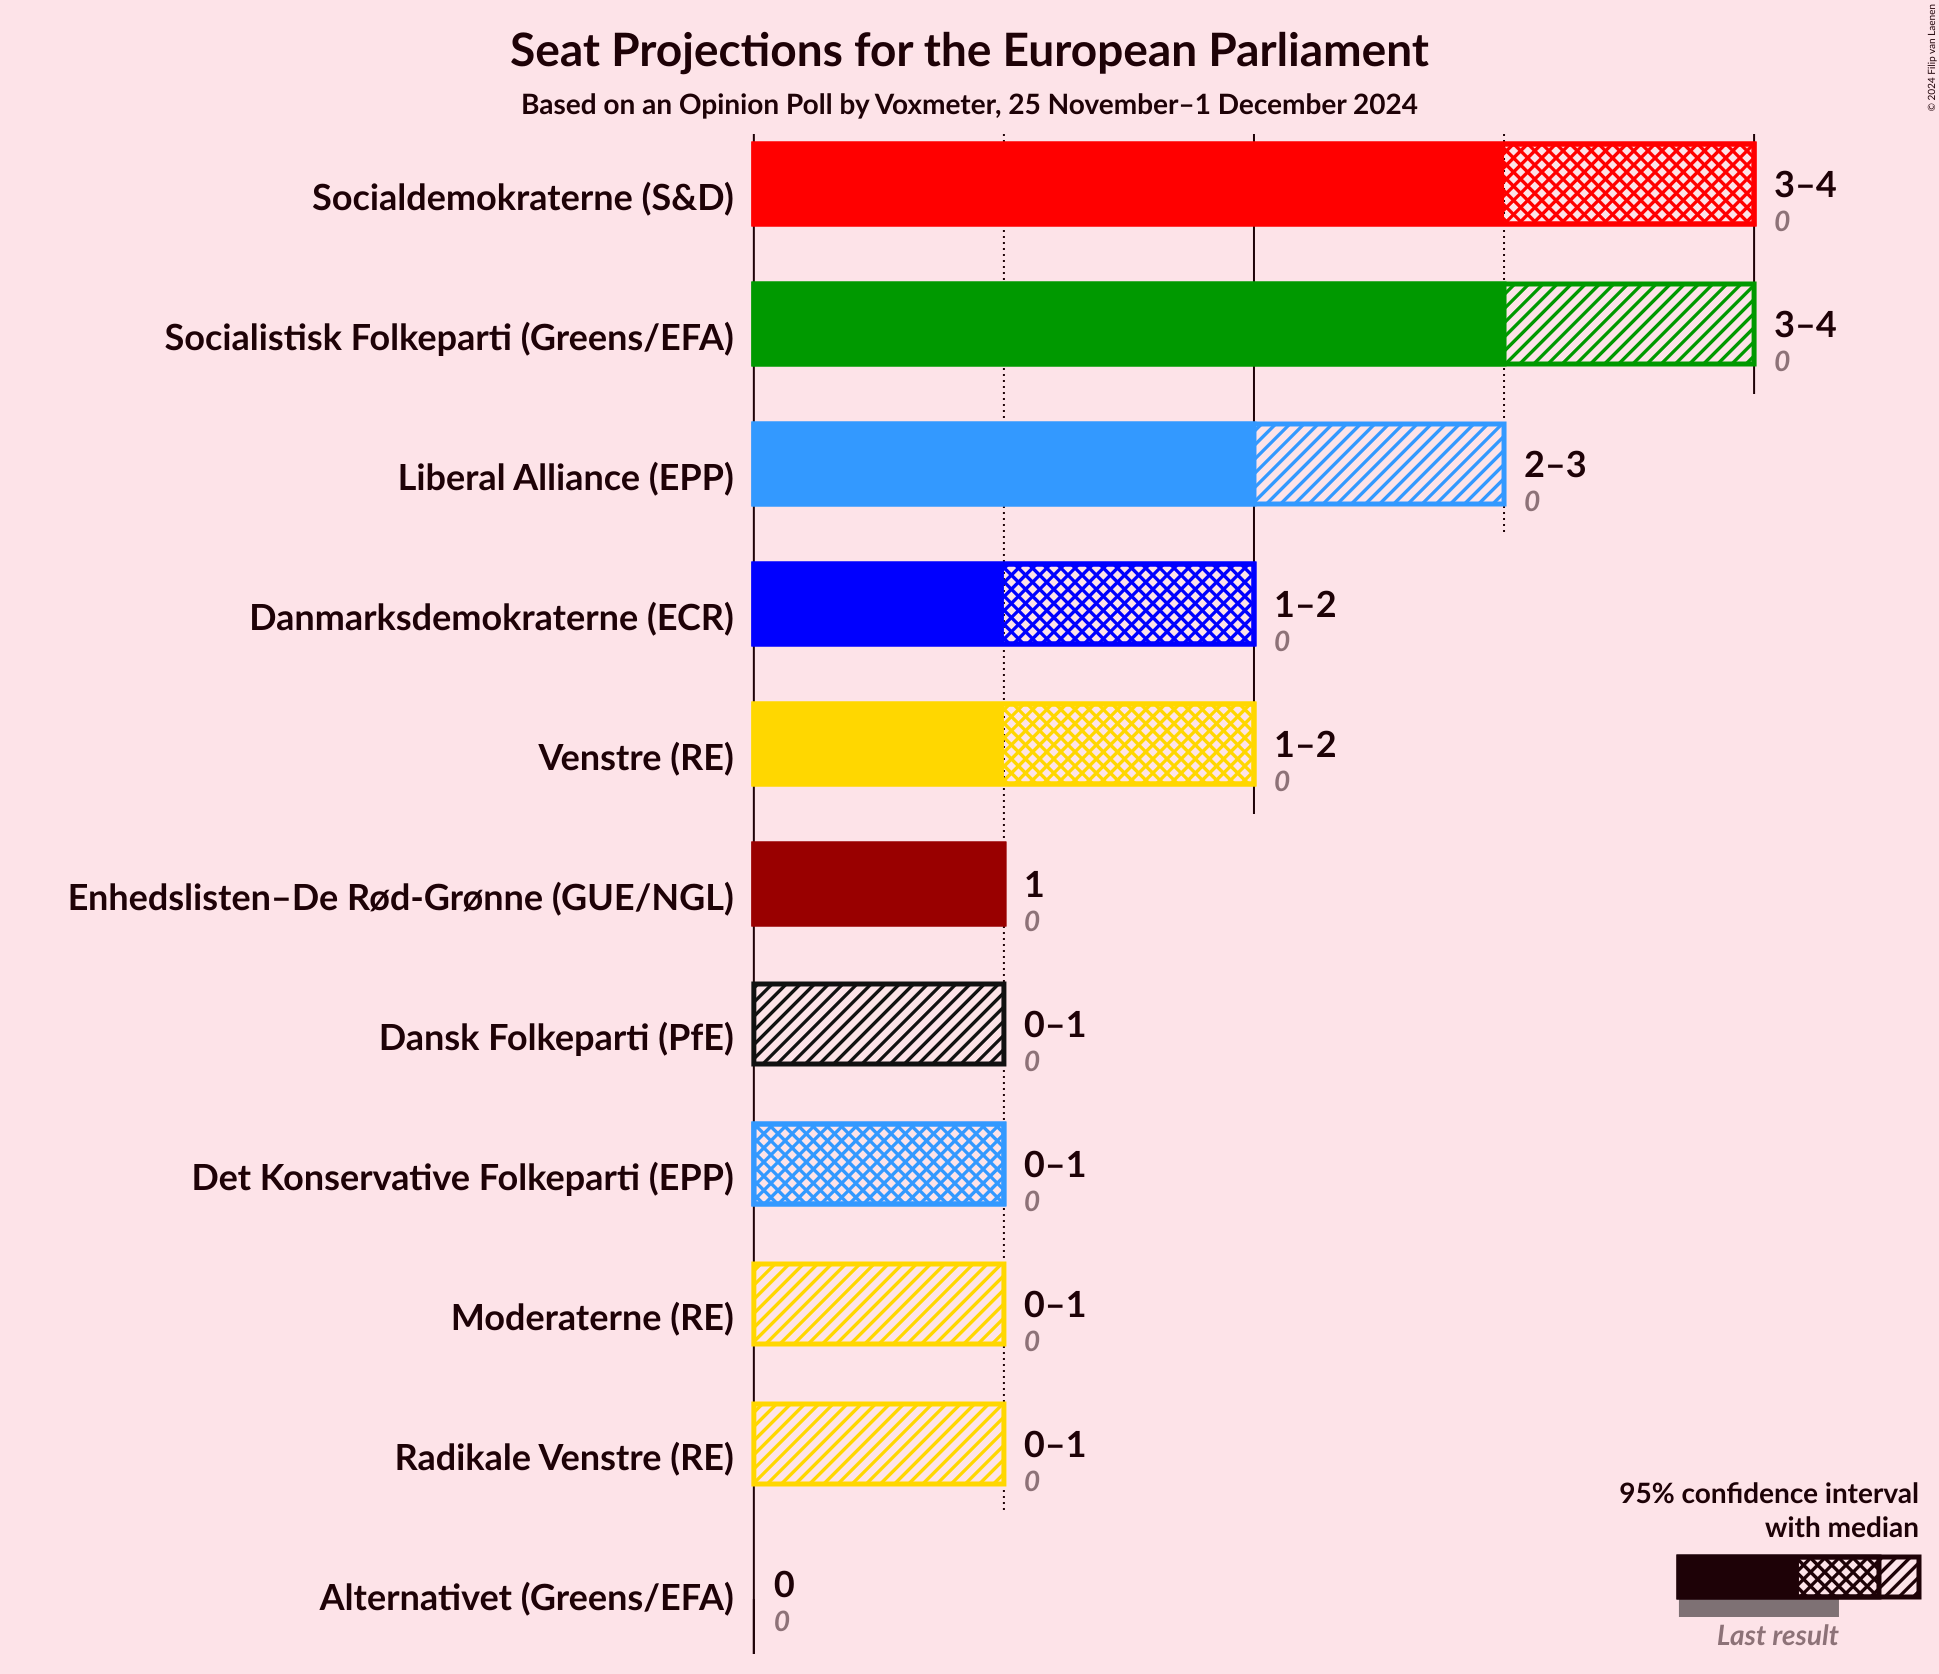 Seat Projections for the European Parliament
Based on an Opinion Poll by Voxmeter, 25 November–1 December 2024
© 2024 Filip van Laenen
Socialdemokraterne (S&D)
3–4
0
Socialistisk Folkeparti (Greens/EFA)
3–4
0
Liberal Alliance (EPP)
2–3
0
Danmarksdemokraterne (ECR)
1–2
0
Venstre (RE)
1–2
0
Enhedslisten–De Rød-Grønne (GUE/NGL)
1
0
Dansk Folkeparti (PfE)
0–1
0
Det Konservative Folkeparti (EPP)
0–1
0
Moderaterne (RE)
0–1
0
Radikale Venstre (RE)
0–1
0
Alternativet (Greens/EFA)
0
0
95% confidence interval
with median
Last result